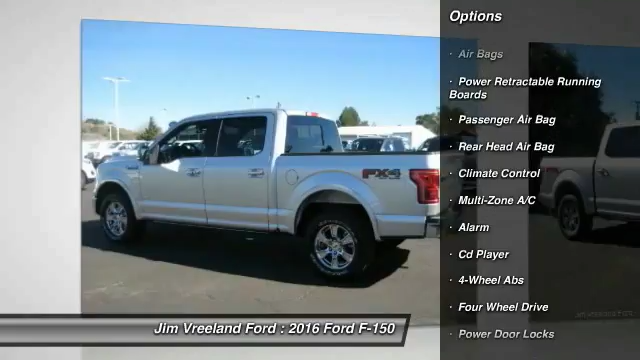 Options
· Air Bags
· Power Retractable Running
Boards
· Passenger Air Bag
· Rear Head Air Bag
· Climate Control
· Multi-Zone A/C
· Alarm
· Cd Player
· 4-Wheel Abs
· Four Wheel Drive
· Power Door Locks
FX4
Jim Vreeland Ford : 2016 Ford F-150